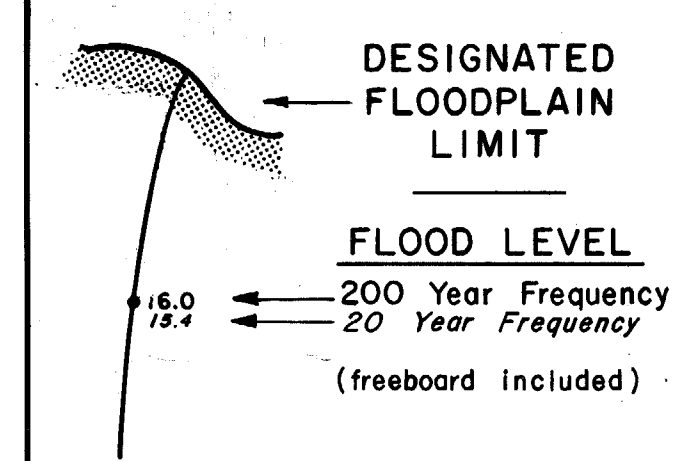 DESIGNATED
FLOODPLAIN
LIMIT
FLOOD LEVEL
16.0 200 Year Frequency
15.4 20 Year Frequency
(freeboard included)